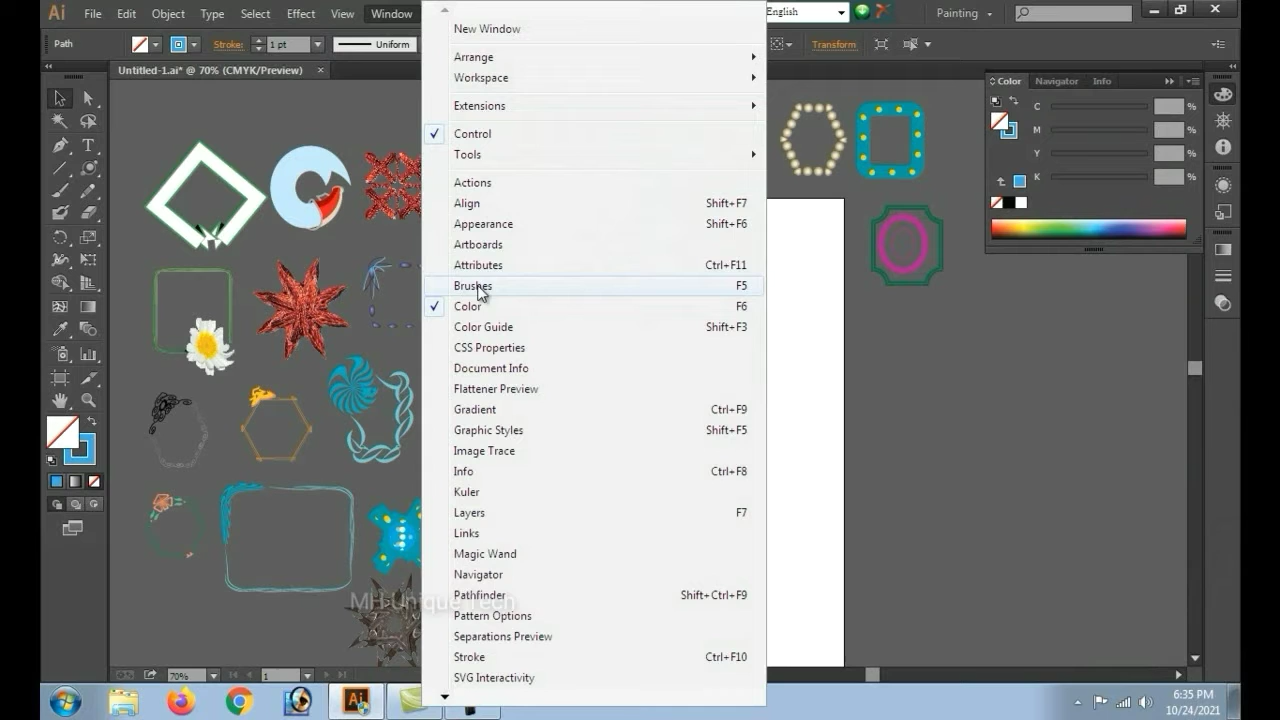 Ai File Edit Object Type Select Effect View Window English Painting
Path Stroke: 1 pt Uniform Transform
Untitled-1.ai* @ 70% (CMYK/Preview) ×
Color Navigator Info
C %
M %
Y %
K %
New Window
Arrange
Workspace
Extensions
Control
Tools
Actions
Align Shift+F7
Appearance Shift+F6
Artboards
Attributes Ctrl+F11
Brushes F5
Color F6
Color Guide Shift+F3
CSS Properties
Document Info
Flattener Preview
Gradient Ctrl+F9
Graphic Styles Shift+F5
Image Trace
Info Ctrl+F8
Kuler
Layers F7
Links
Magic Wand
Navigator
Pathfinder Shift+Ctrl+F9
Pattern Options
Separations Preview
Stroke Ctrl+F10
SVG Interactivity
MH Unique Tech
70% 1
Ai
6:35 PM
10/24/2021